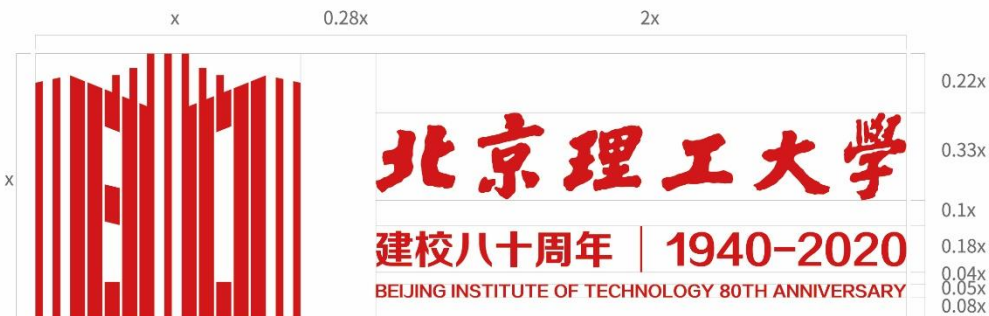 x 0.28x 2x
0.22x
x
北京理工大學
0.33x
0.1x
建校八十周年 | 1940-2020
0.18x
0.04x
BEIJING INSTITUTE OF TECHNOLOGY 80TH ANNIVERSARY
0.05x
0.08x